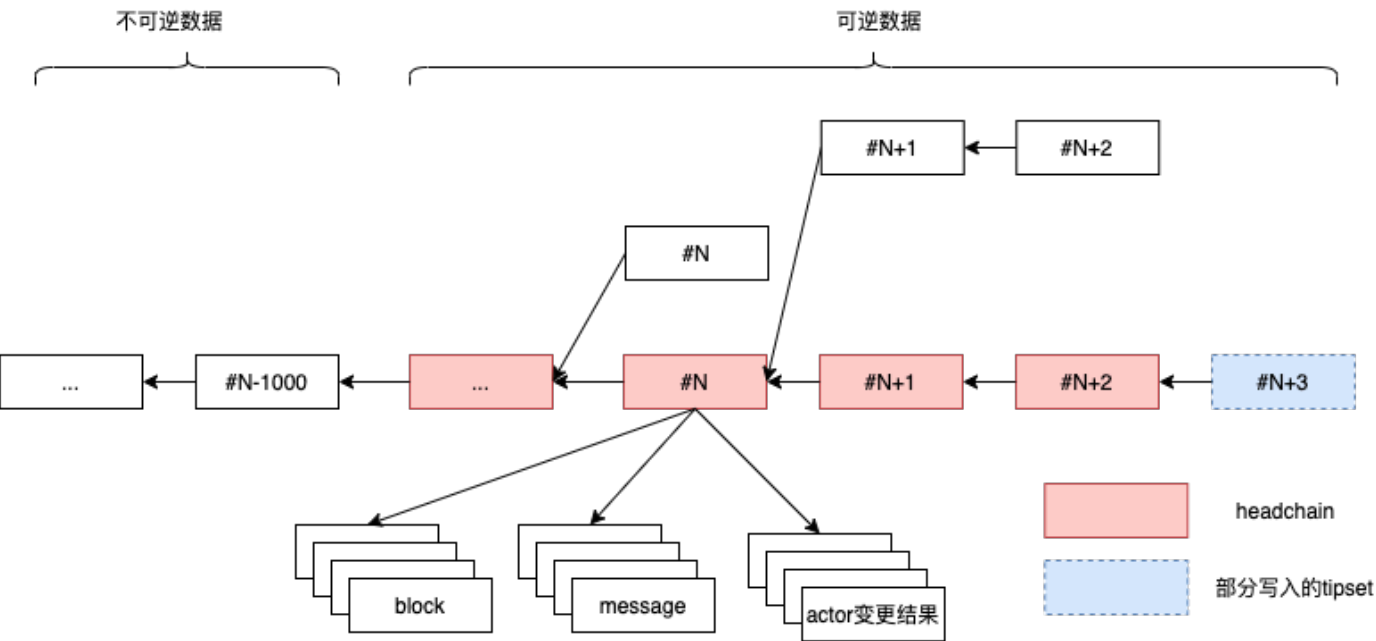 不可逆数据
可逆数据
#N+1
#N+2
#N
...
#N-1000
...
#N
#N+1
#N+2
#N+3
headchain
block
message
actor变更结果
部分写入的tipset